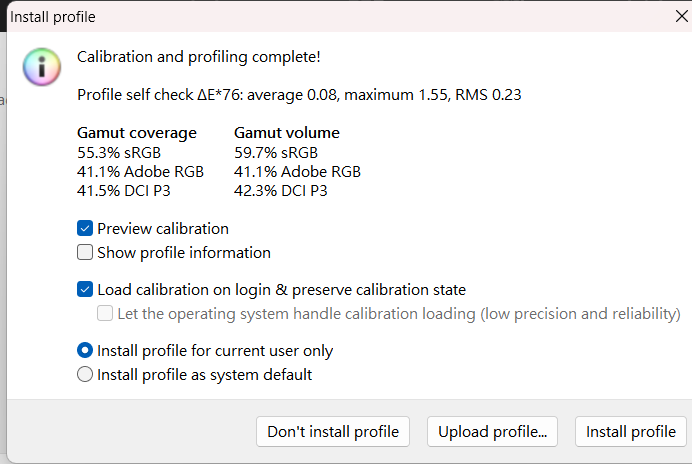 Install profile
Calibration and profiling complete!
Profile self check ΔE*76: average 0.08, maximum 1.55, RMS 0.23
Gamut coverage Gamut volume
55.3% sRGB 59.7% sRGB
41.1% Adobe RGB 41.1% Adobe RGB
41.5% DCI P3 42.3% DCI P3
Preview calibration
Show profile information
Load calibration on login & preserve calibration state
Let the operating system handle calibration loading (low precision and reliability)
Install profile for current user only
Install profile as system default
Don't install profile Upload profile... Install profile